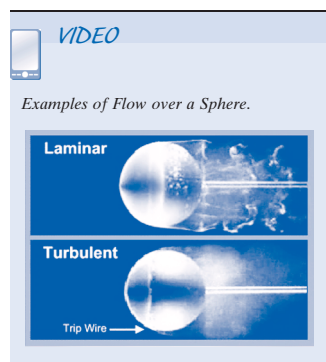 VIDEO
Examples of Flow over a Sphere.
Laminar
Turbulent
Trip Wire